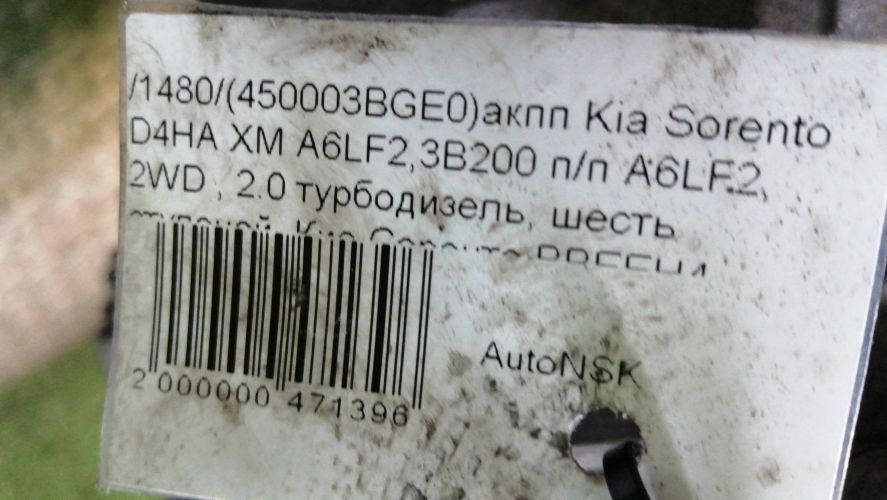 /1480/(450003BGE0)акпп Kia Sorento
D4HA XM A6LF2,3B200 п/п A6LF2,
2WD , 2.0 турбодизель, шесть
AutoNSK
2 000000 471396